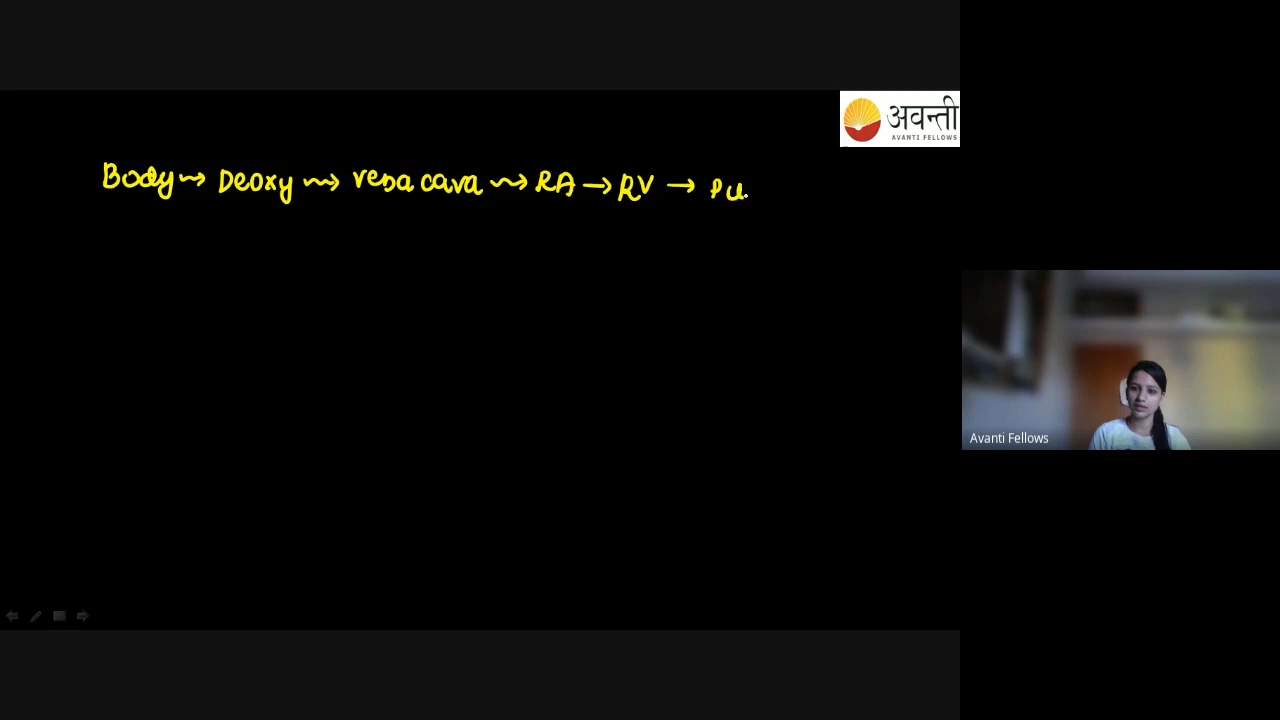 अवन्ती
AVANTI FELLOWS
Body → Deoxy → vena cava → RA → RV → Pu
Avanti Fellows